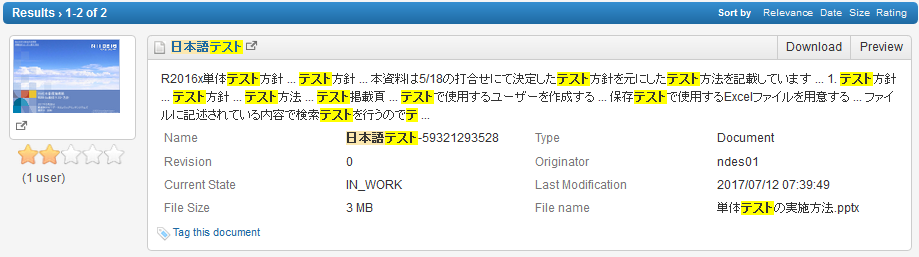 Results › 1-2 of 2
Sort by Relevance Date Size Rating
日本語テスト
Download Preview
R2016x単体テスト方針 ... テスト方針 ... 本資料は5/18の打合せにて決定したテスト方針を元にしたテスト方法を記載しています ... 1. テスト方針
... テスト方針 ... テスト方法 ... テスト掲載頁 ... テストで使用するユーザーを作成する ... 保存テストで使用するExcelファイルを用意する ... ファイ
ルに記述されている内容で検索テストを行うのでテ ...
Name 日本語テスト-59321293528 Type Document
Revision 0 Originator ndes01
Current State IN_WORK Last Modification 2017/07/12 07:39:49
File Size 3 MB File name 単体テストの実施方法.pptx
(1 user)
Tag this document